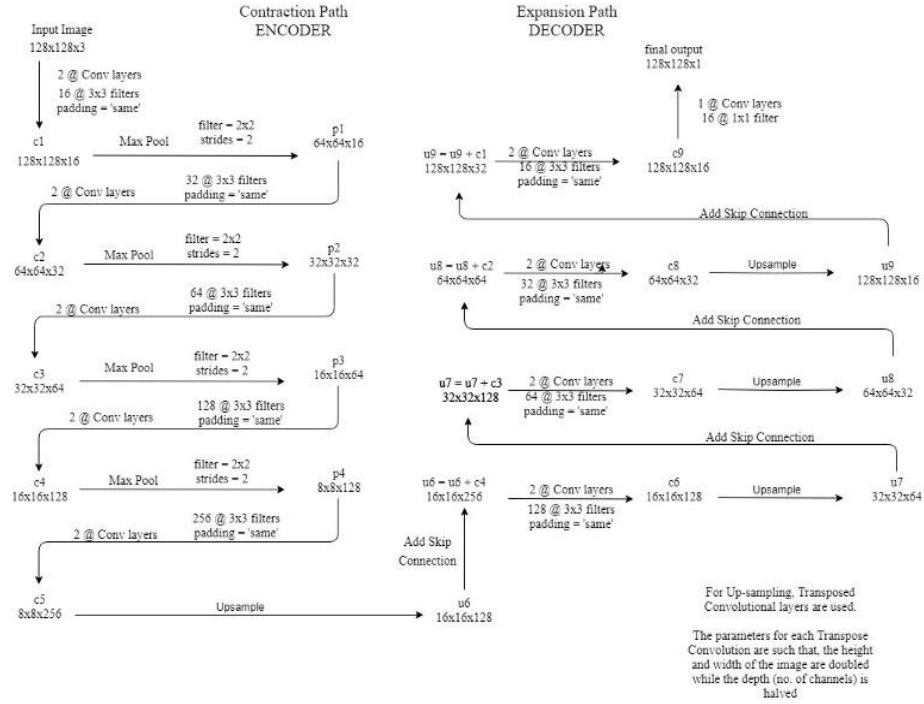 Contraction Path
ENCODER
Input Image
128x128x3
2 @ Conv layers
16 @ 3x3 filters
padding = 'same'
c1
128x128x16
Max Pool
filter = 2x2
strides = 2
p1
64x64x16
2 @ Conv layers
32 @ 3x3 filters
padding = 'same'
c2
64x64x32
Max Pool
filter = 2x2
strides = 2
p2
32x32x32
2 @ Conv layers
64 @ 3x3 filters
padding = 'same'
c3
32x32x64
Max Pool
filter = 2x2
strides = 2
p3
16x16x64
2 @ Conv layers
128 @ 3x3 filters
padding = 'same'
c4
16x16x128
Max Pool
filter = 2x2
strides = 2
p4
8x8x128
2 @ Conv layers
256 @ 3x3 filters
padding = 'same'
c5
8x8x256
Upsample
u6
16x16x128
Add Skip
Connection
Expansion Path
DECODER
final output
128x128x1
1 @ Conv layers
16 @ 1x1 filter
u9 = u9 + c1
128x128x32
2 @ Conv layers
16 @ 3x3 filters
padding = 'same'
c9
128x128x16
Add Skip Connection
u8 = u8 + c2
64x64x64
2 @ Conv layers
32 @ 3x3 filters
padding = 'same'
c8
64x64x32
Upsample
u9
128x128x16
Add Skip Connection
u7 = u7 + c3
32x32x128
2 @ Conv layers
64 @ 3x3 filters
padding = 'same'
c7
32x32x64
Upsample
u8
64x64x32
Add Skip Connection
u6 = u6 + c4
16x16x256
2 @ Conv layers
128 @ 3x3 filters
padding = 'same'
c6
16x16x128
Upsample
u7
32x32x64
For Up-sampling, Transposed
Convolutional layers are used.
The parameters for each Transpose
Convolution are such that, the height
and width of the image are doubled
while the depth (no. of channels) is
halved